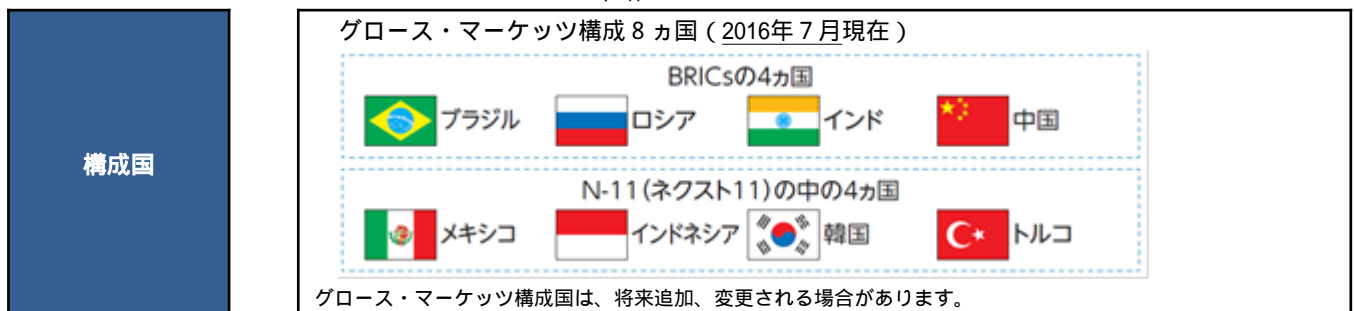 構成国
グロース・マーケッツ構成８ヵ国（2016年７月現在）
BRICsの4ヵ国
ブラジル ロシア インド 中国
N-11(ネクスト11)の中の4ヵ国
メキシコ インドネシア 韓国 トルコ
グロース・マーケッツ構成国は、将来追加、変更される場合があります。